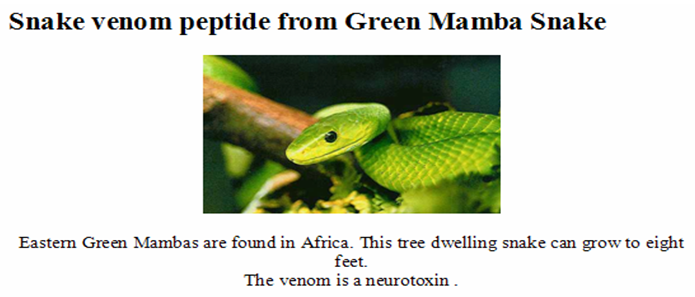 Snake venom peptide from Green Mamba Snake
Eastern Green Mambas are found in Africa. This tree dwelling snake can grow to eight
feet.
The venom is a neurotoxin .